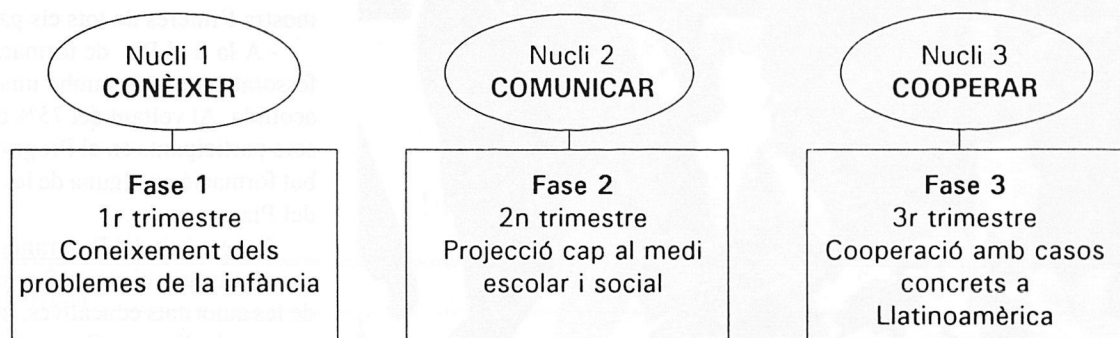 Nucli 1
CONÈIXER
Fase 1
1r trimestre
Coneixement dels
problemes de la infància
Nucli 2
COMUNICAR
Fase 2
2n trimestre
Projecció cap al medi
escolar i social
Nucli 3
COOPERAR
Fase 3
3r trimestre
Cooperació amb casos
concrets a
Llatinoamèrica